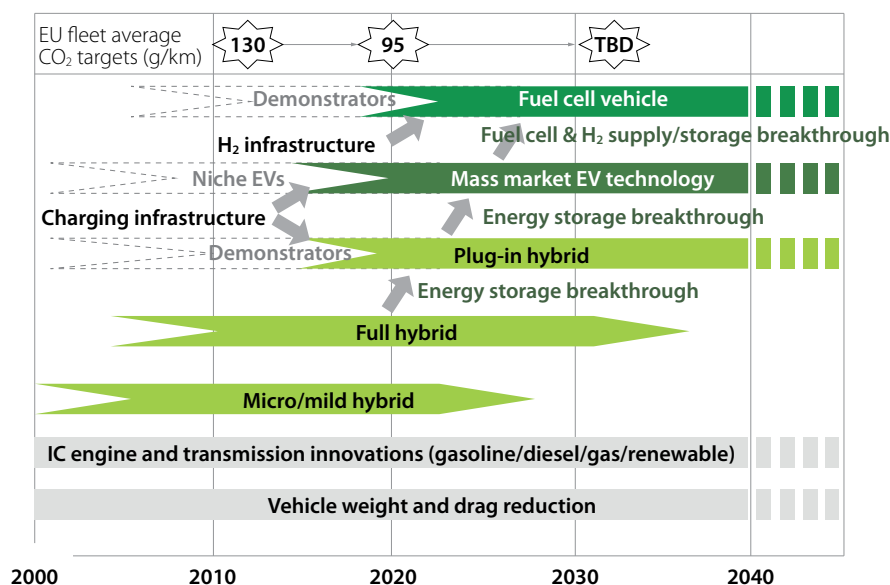 EU fleet average
CO₂ targets (g/km)
130
95
TBD
Demonstrators
Fuel cell vehicle
H₂ infrastructure
Fuel cell & H₂ supply/storage breakthrough
Niche EVs
Mass market EV technology
Charging infrastructure
Energy storage breakthrough
Demonstrators
Plug-in hybrid
Energy storage breakthrough
Full hybrid
Micro/mild hybrid
IC engine and transmission innovations (gasoline/diesel/gas/renewable)
Vehicle weight and drag reduction
2000
2010
2020
2030
2040